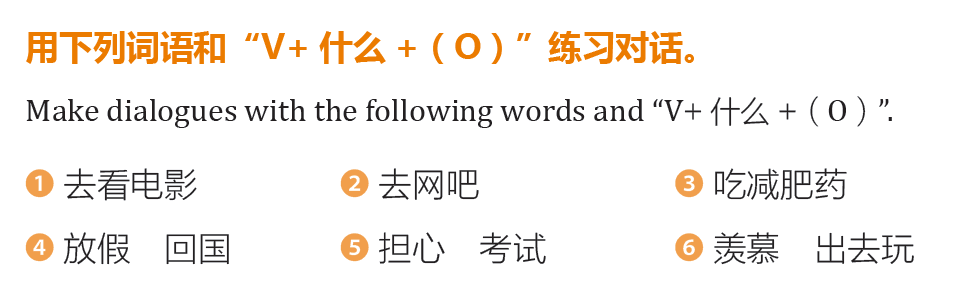 用下列词语和“V+ 什么 +（O）”练习对话。
Make dialogues with the following words and “V+ 什么 +（O）”.
1 去看电影 2 去网吧 3 吃减肥药
4 放假 回国 5 担心 考试 6 羡慕 出去玩